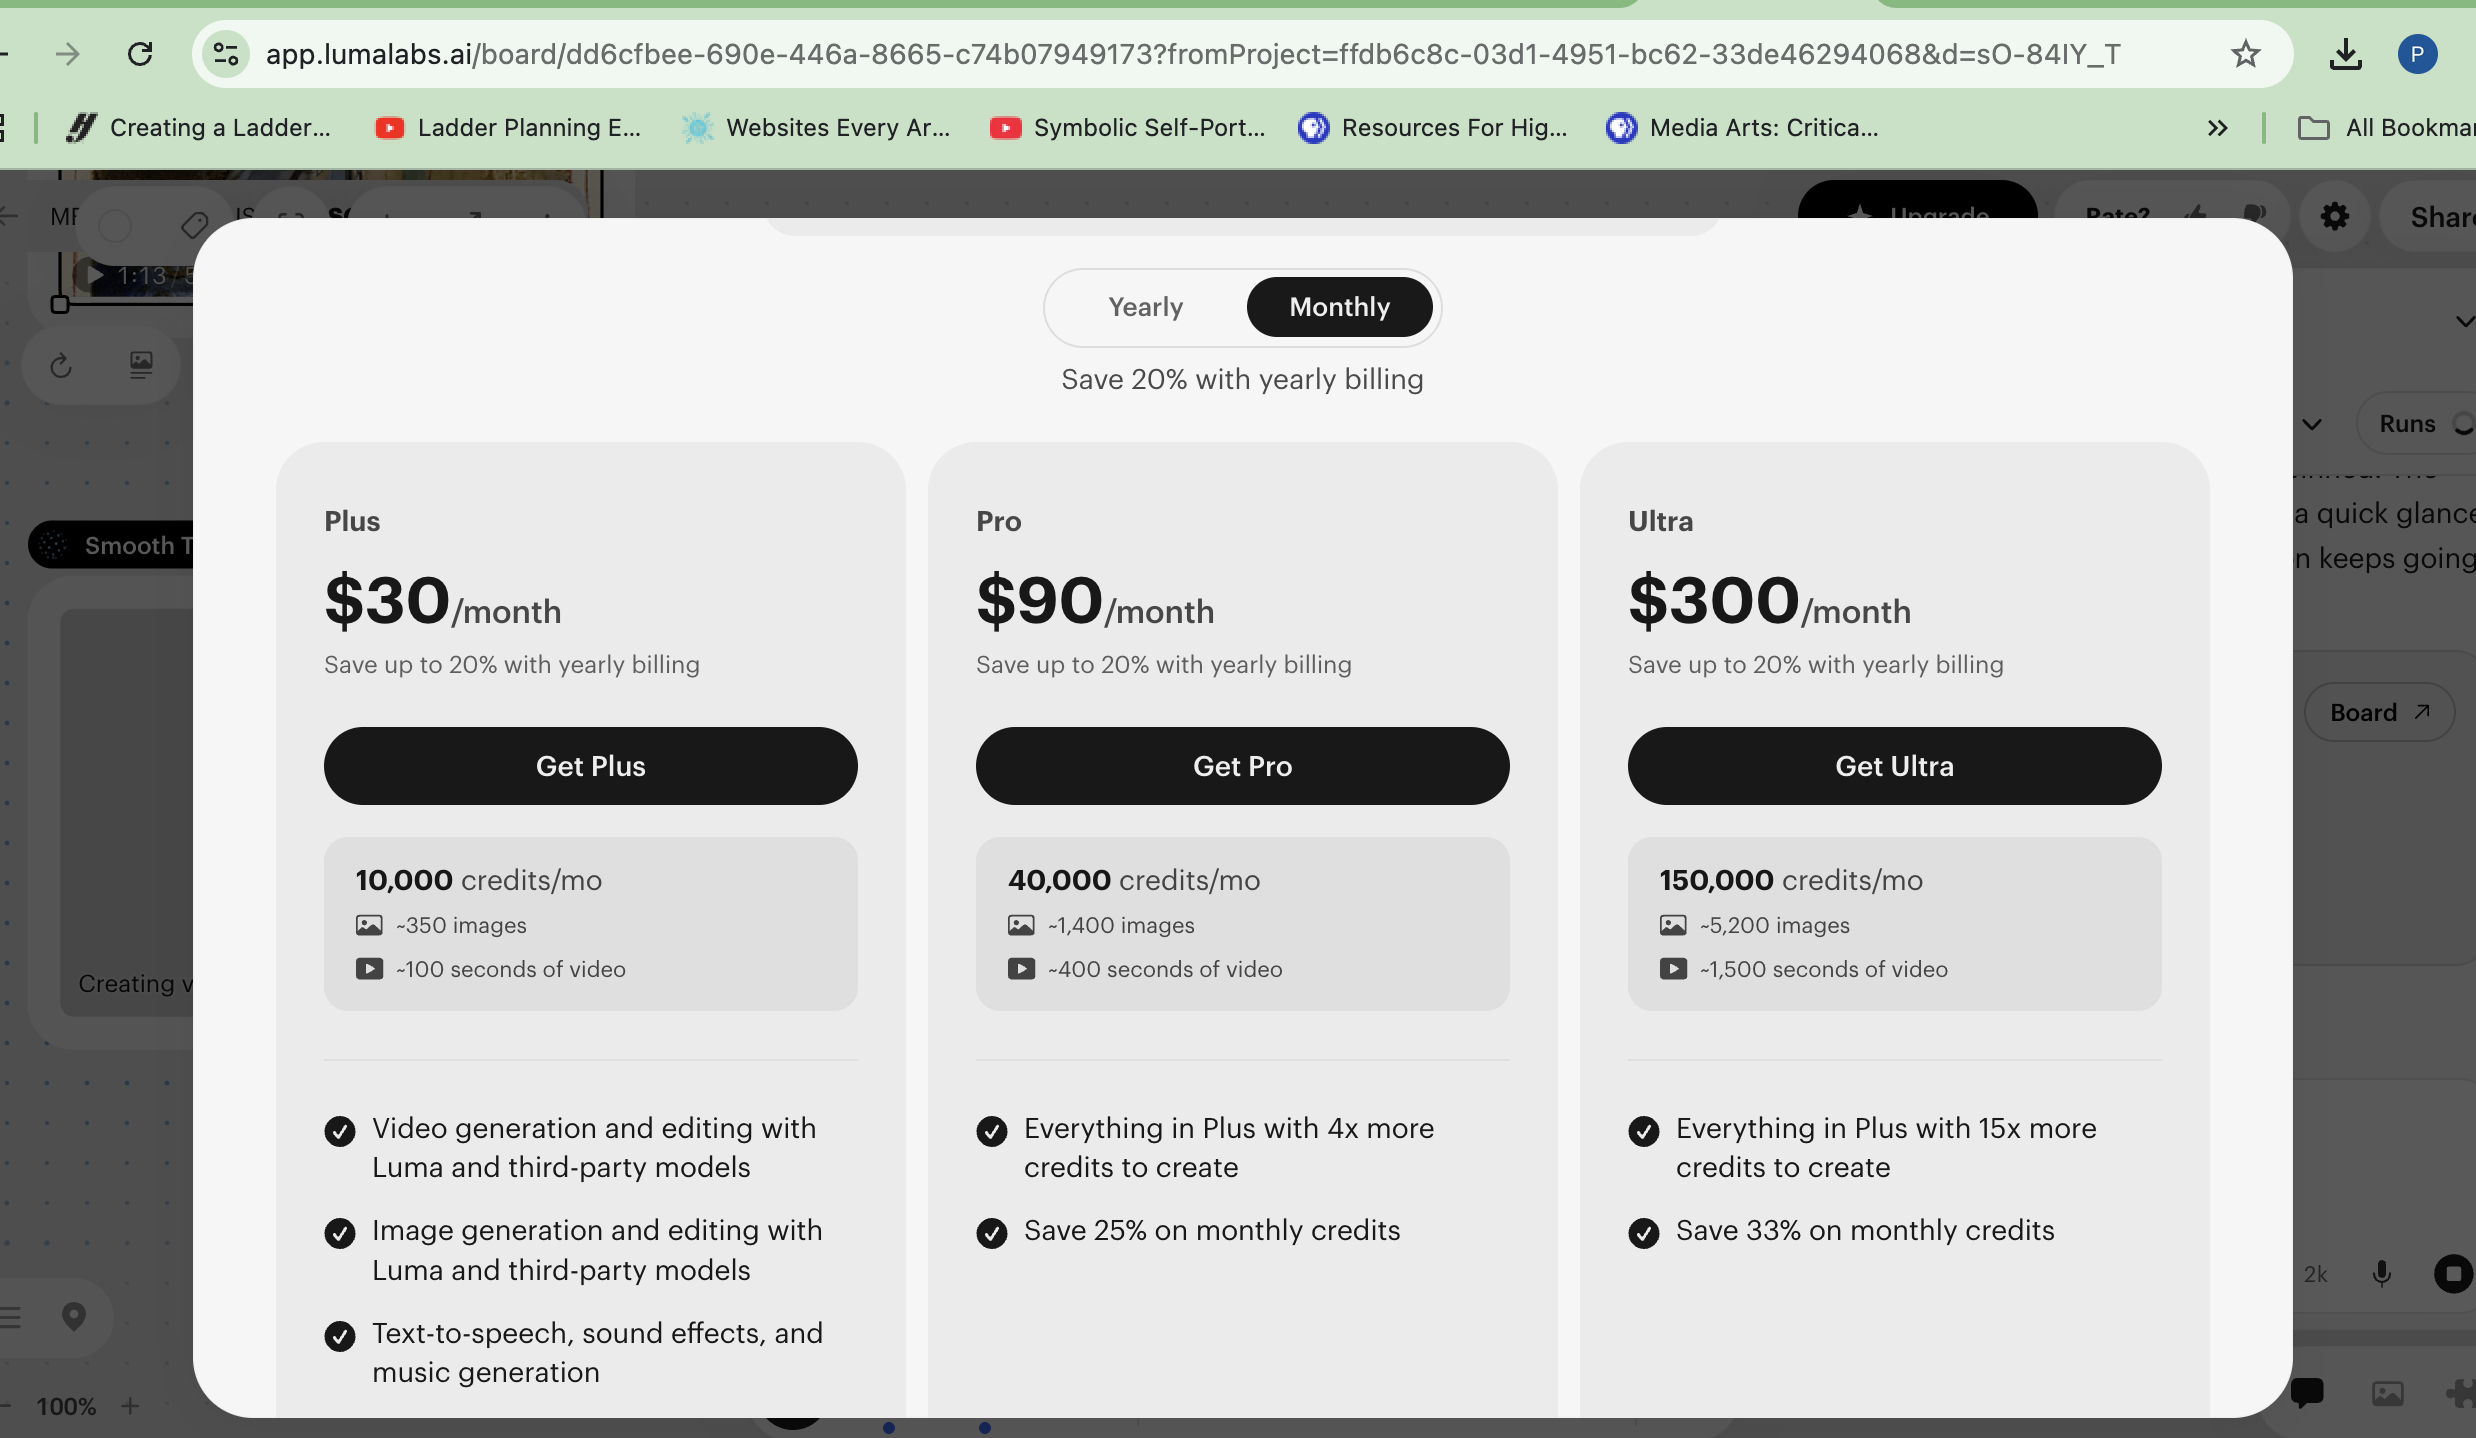 app.lumalabs.ai/board/dd6cfbee-690e-446a-8665-c74b07949173?fromProject=ffdb6c8c-03d1-4951-bc62-33de46294068&d=sO-84IY_T
P
Creating a Ladder...
Ladder Planning E...
Websites Every Ar...
Symbolic Self-Port...
Resources For Hig...
Media Arts: Critica...
All Bookmar
Upgrade
Rate?
Share
1:13 / 5
Yearly
Monthly
Save 20% with yearly billing
Runs
a quick glance
n keeps going
Smooth T
Board
Creating v
Plus
$30/month
Save up to 20% with yearly billing
Get Plus
10,000 credits/mo
~350 images
~100 seconds of video
Video generation and editing with
Luma and third-party models
Image generation and editing with
Luma and third-party models
Text-to-speech, sound effects, and
music generation
Pro
$90/month
Save up to 20% with yearly billing
Get Pro
40,000 credits/mo
~1,400 images
~400 seconds of video
Everything in Plus with 4x more
credits to create
Save 25% on monthly credits
Ultra
$300/month
Save up to 20% with yearly billing
Get Ultra
150,000 credits/mo
~5,200 images
~1,500 seconds of video
Everything in Plus with 15x more
credits to create
Save 33% on monthly credits
2k
100%